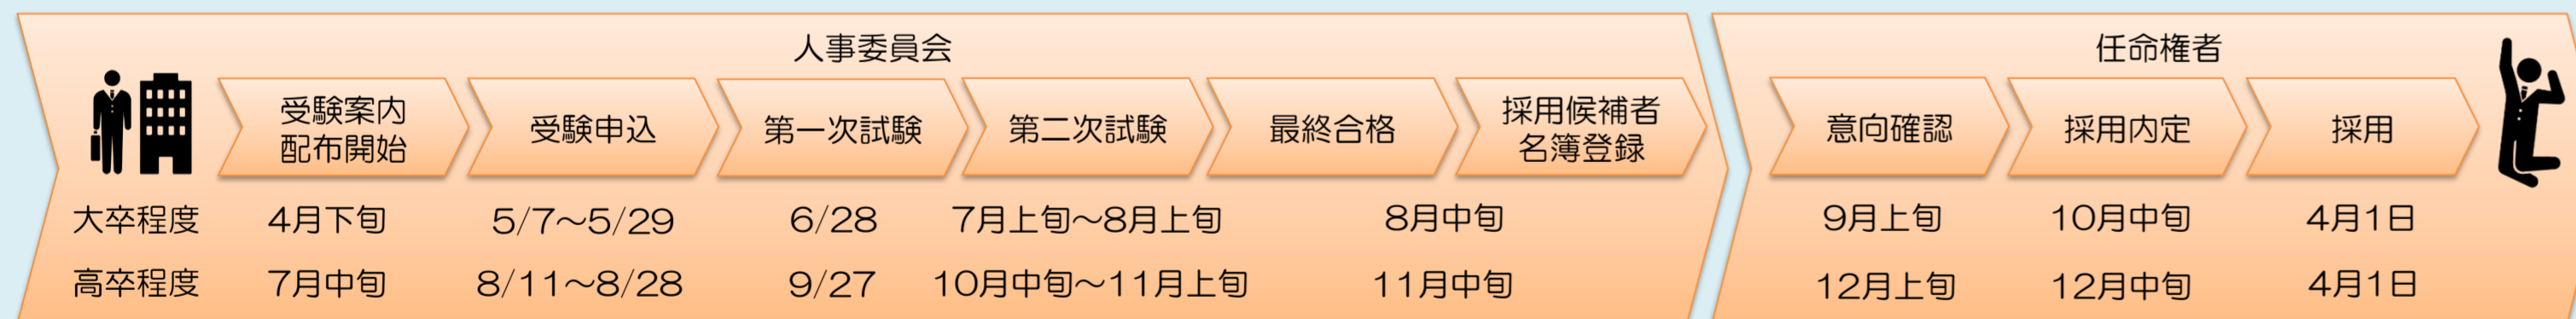 人事委員会
任命権者
受験案内
配布開始
受験申込
第一次試験
第二次試験
最終合格
採用候補者
名簿登録
意向確認
採用内定
採用
大卒程度 4月下旬 5/7～5/29 6/28 7月上旬～8月上旬 8月中旬 9月上旬 10月中旬 4月1日
高卒程度 7月中旬 8/11～8/28 9/27 10月中旬～11月上旬 11月中旬 12月上旬 12月中旬 4月1日